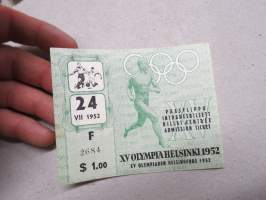 24
VII 1952
F
2684
$ 1.00
PÄÄSYLIPPU
INTRÄDESBILJETT
BILLET D'ENTRÉE
ADMISSION TICKET
XV
XV OLYMPIA HELSINKI 1952
XV OLYMPIADEN HELSINGFORS 1952